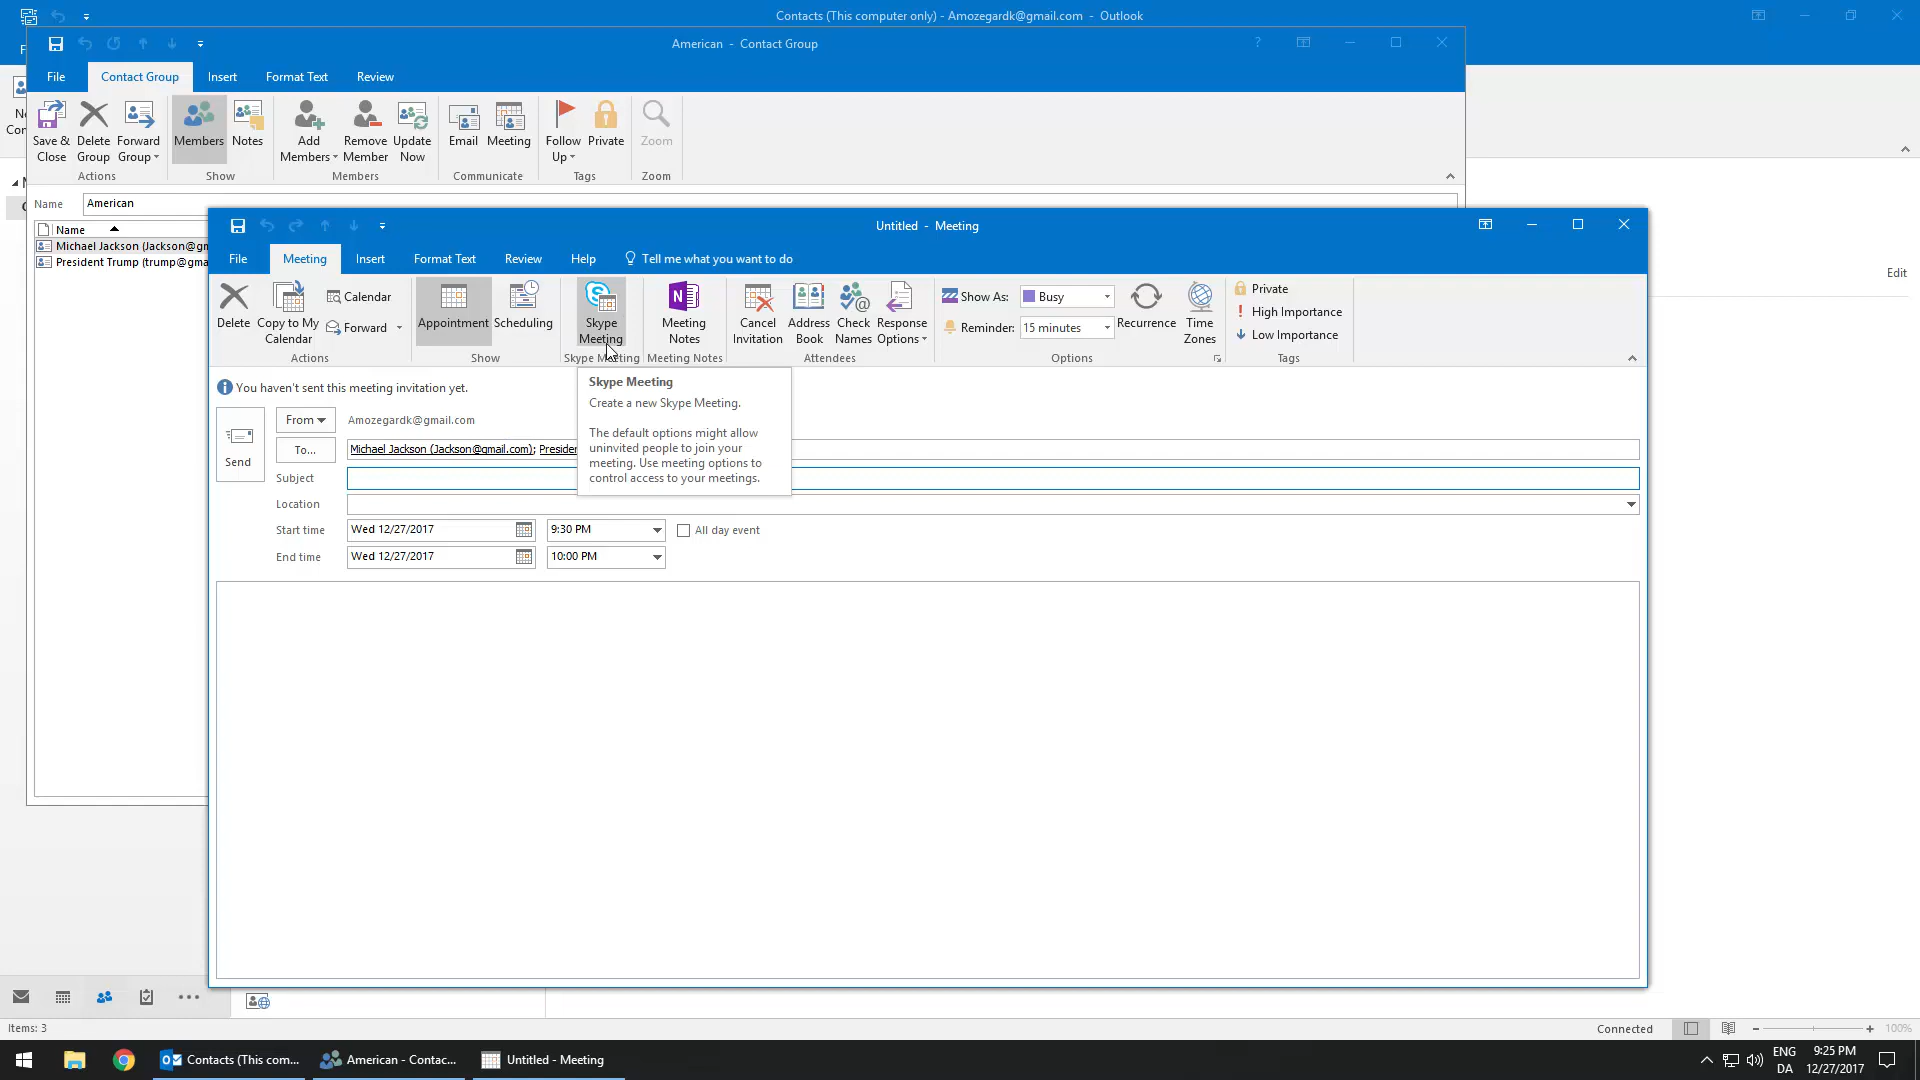 Contacts (This computer only) - Amozegardk@gmail.com - Outlook
American - Contact Group
File
Contact Group
Insert
Format Text
Review
Save & Close
Delete Group
Forward Group
Members
Notes
Add Members
Remove Member
Update Now
Email
Meeting
Follow Up
Private
Zoom
Actions
Show
Members
Communicate
Tags
Zoom
Name
American
Name
Michael Jackson (Jackson@gm
President Trump (trump@gma
Edit
Untitled - Meeting
File
Meeting
Insert
Format Text
Review
Help
Tell me what you want to do
Delete
Copy to My Calendar
Calendar
Forward
Appointment
Scheduling
Skype Meeting
Meeting Notes
Cancel Invitation
Address Book
Check Names
Response Options
Show As:
Busy
Reminder:
15 minutes
Recurrence
Time Zones
Private
High Importance
Low Importance
Actions
Show
Skype Meeting
Meeting Notes
Attendees
Options
Tags
You haven't sent this meeting invitation yet.
Skype Meeting
Create a new Skype Meeting.
The default options might allow
uninvited people to join your
meeting. Use meeting options to
control access to your meetings.
Send
From
Amozegardk@gmail.com
To...
Michael Jackson (Jackson@gmail.com); Presiden
Subject
Location
Start time
Wed 12/27/2017
9:30 PM
All day event
End time
Wed 12/27/2017
10:00 PM
Items: 3
Connected
100%
Contacts (This com...
American - Contac...
Untitled - Meeting
ENG
DA
9:25 PM
12/27/2017